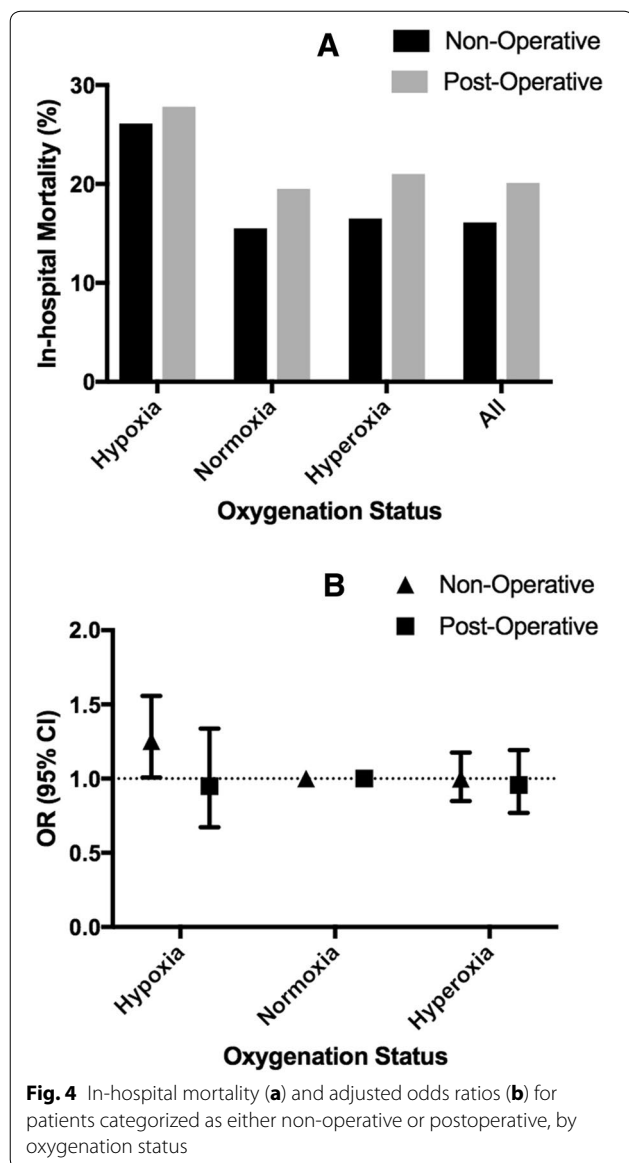 A
Non-Operative
Post-Operative
In-hospital Mortality (%)
30
20
10
0
Hypoxia
Normoxia
Hyperoxia
All
Oxygenation Status
B
Non-Operative
Post-Operative
OR (95% CI)
2.0
1.5
1.0
0.5
0.0
Hypoxia
Normoxia
Hyperoxia
Oxygenation Status
Fig. 4 In-hospital mortality (a) and adjusted odds ratios (b) for
patients categorized as either non-operative or postoperative, by
oxygenation status